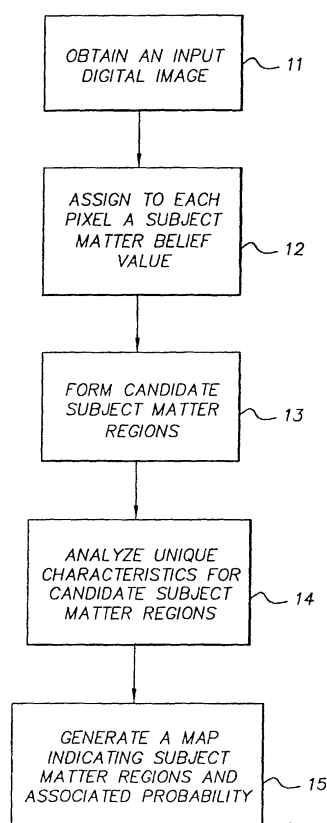 OBTAIN AN INPUT
DIGITAL IMAGE
11
ASSIGN TO EACH
PIXEL A SUBJECT
MATTER BELIEF
VALUE
12
FORM CANDIDATE
SUBJECT MATTER
REGIONS
13
ANALYZE UNIQUE
CHARACTERISTICS FOR
CANDIDATE SUBJECT
MATTER REGIONS
14
GENERATE A MAP
INDICATING SUBJECT
MATTER REGIONS AND
ASSOCIATED PROBABILITY
15